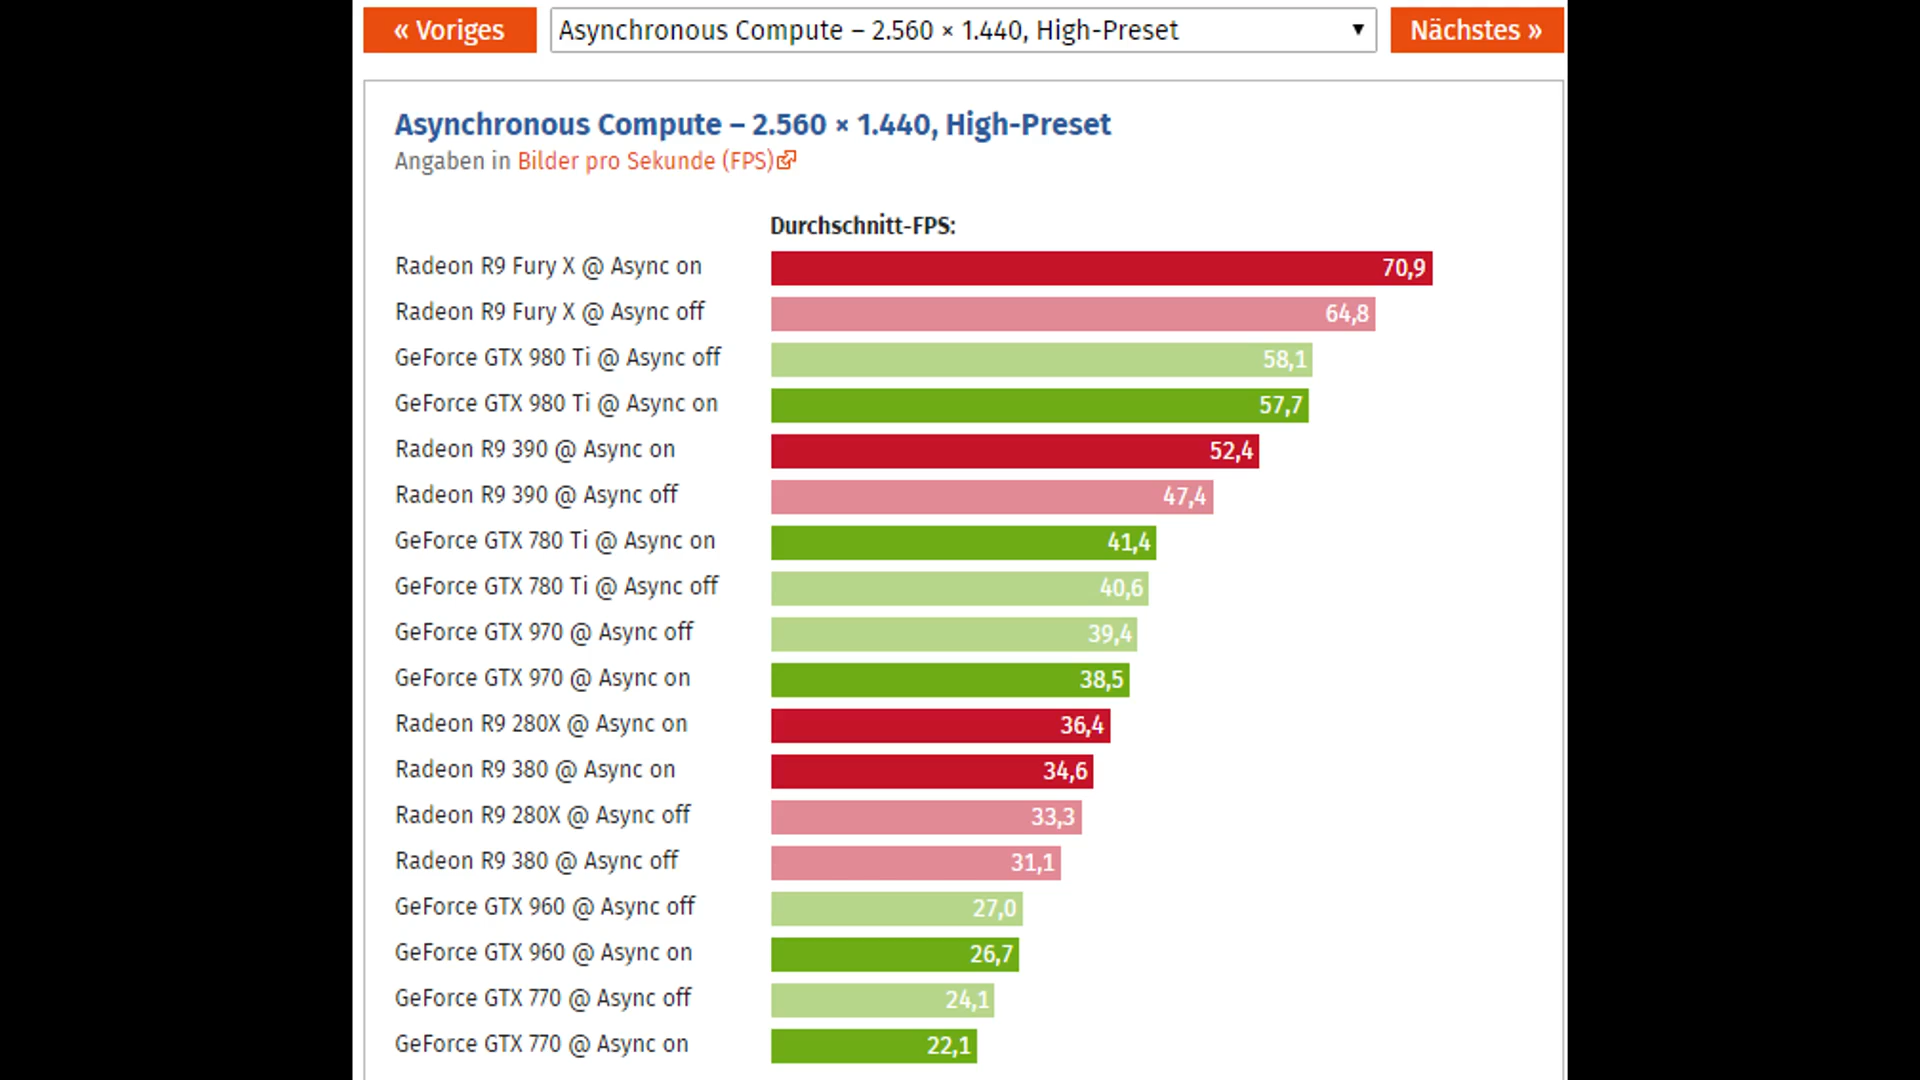 « Voriges
Asynchronous Compute – 2.560 × 1.440, High-Preset
Nächstes »
Asynchronous Compute – 2.560 × 1.440, High-Preset
Angaben in Bilder pro Sekunde (FPS)
Durchschnitt-FPS:
Radeon R9 Fury X @ Async on 70,9
Radeon R9 Fury X @ Async off 64,8
GeForce GTX 980 Ti @ Async off 58,1
GeForce GTX 980 Ti @ Async on 57,7
Radeon R9 390 @ Async on 52,4
Radeon R9 390 @ Async off 47,4
GeForce GTX 780 Ti @ Async on 41,4
GeForce GTX 780 Ti @ Async off 40,6
GeForce GTX 970 @ Async off 39,4
GeForce GTX 970 @ Async on 38,5
Radeon R9 280X @ Async on 36,4
Radeon R9 380 @ Async on 34,6
Radeon R9 280X @ Async off 33,3
Radeon R9 380 @ Async off 31,1
GeForce GTX 960 @ Async off 27,0
GeForce GTX 960 @ Async on 26,7
GeForce GTX 770 @ Async off 24,1
GeForce GTX 770 @ Async on 22,1